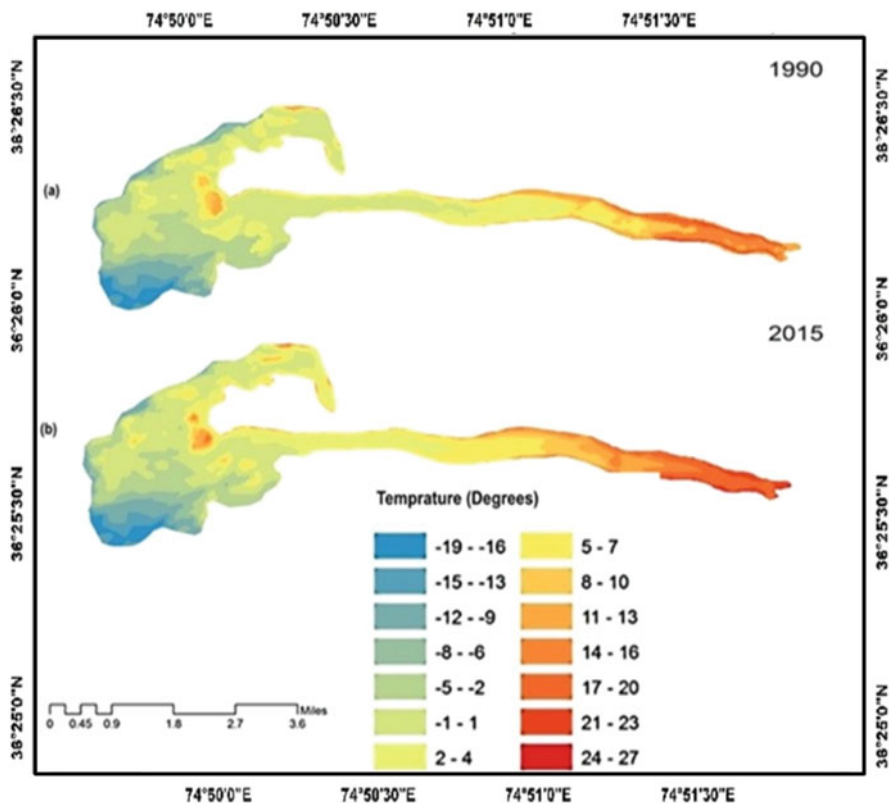 74°50'0"E 74°50'30"E 74°51'0"E 74°51'30"E
1990
38°26'30"N
38°26'30"N
(a)
36°26'0"N
36°26'0"N
2015
(b)
36°25'30"N
36°25'30"N
Temprature (Degrees)
-19 - -16 5 - 7
-15 - -13 8 - 10
-12 - -9 11 - 13
-8 - -6 14 - 16
-5 - -2 17 - 20
-1 - 1 21 - 23
2 - 4 24 - 27
Miles
0 0.45 0.9 1.8 2.7 3.6
38°25'0"N
38°25'0"N
74°50'0"E 74°50'30"E 74°51'0"E 74°51'30"E